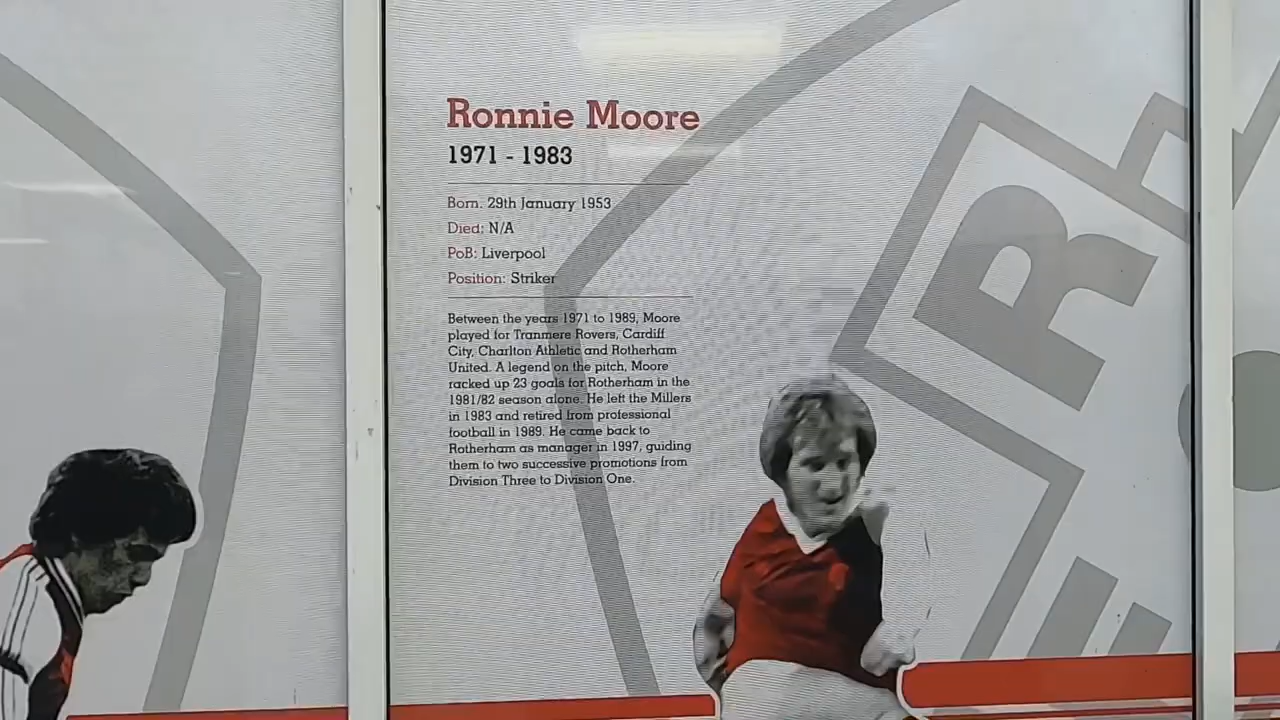 Ronnie Moore
1971 - 1983
Born. 29th January 1953
Died: N/A
PoB: Liverpool
Position: Striker
Between the years 1971 to 1989, Moore
played for Tranmere Rovers, Cardiff
City, Charlton Athletic and Rotherham
United. A legend on the pitch, Moore
racked up 23 goals for Rotherham in the
1981/82 season alone. He left the Millers
in 1983 and retired from professional
football in 1989. He came back to
Rotherham as manager in 1997, guiding
them to two successive promotions from
Division Three to Division One.
R